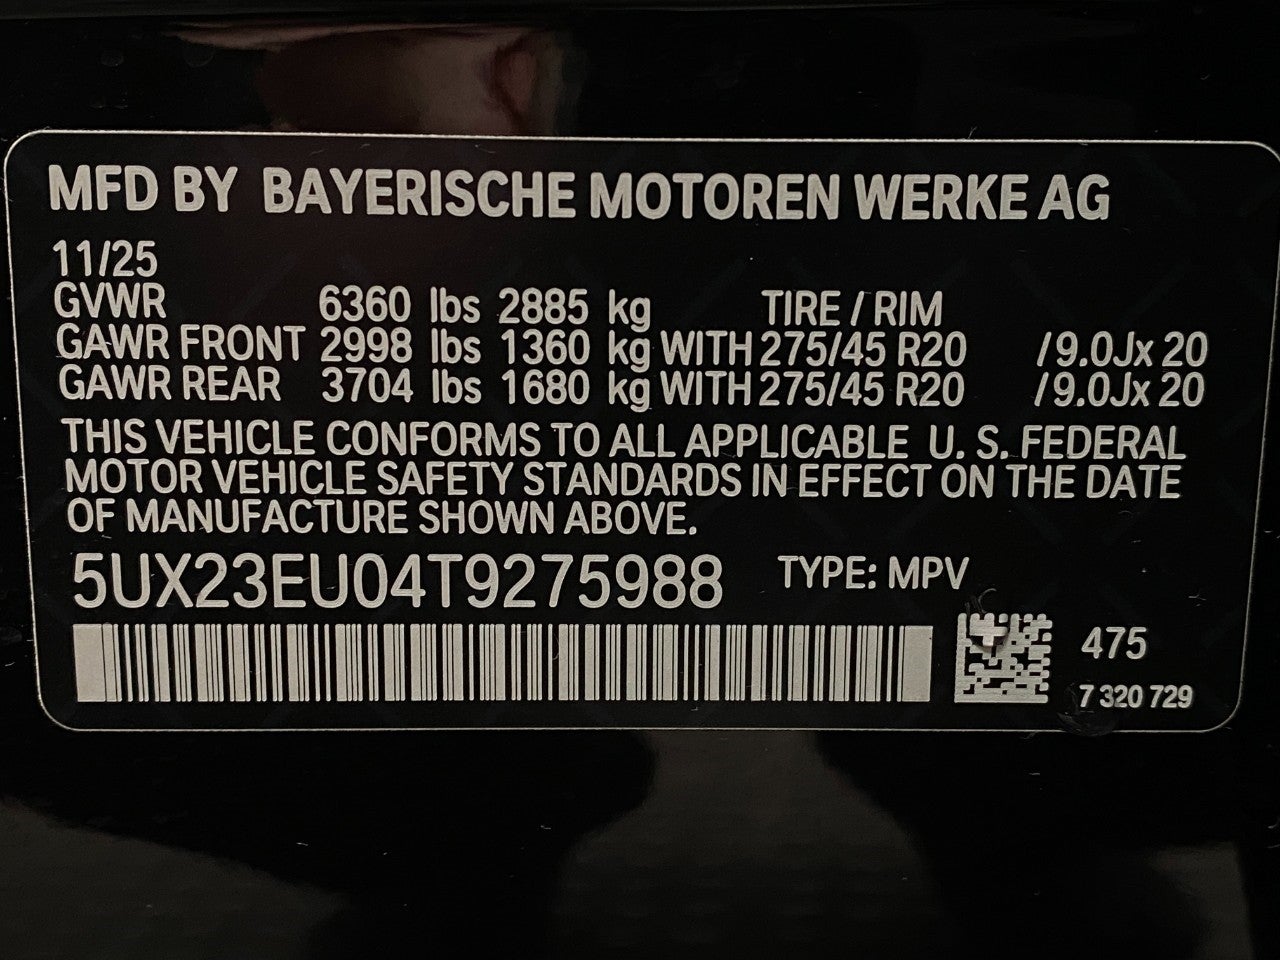 MFD BY BAYERISCHE MOTOREN WERKE AG
11/25
GVWR 6360 lbs 2885 kg TIRE / RIM
GAWR FRONT 2998 lbs 1360 kg WITH 275/45 R20 /9.0Jx 20
GAWR REAR 3704 lbs 1680 kg WITH 275/45 R20 /9.0Jx 20
THIS VEHICLE CONFORMS TO ALL APPLICABLE U. S. FEDERAL
MOTOR VEHICLE SAFETY STANDARDS IN EFFECT ON THE DATE
OF MANUFACTURE SHOWN ABOVE.
5UX23EU04T9275988 TYPE: MPV
475
7 320 729